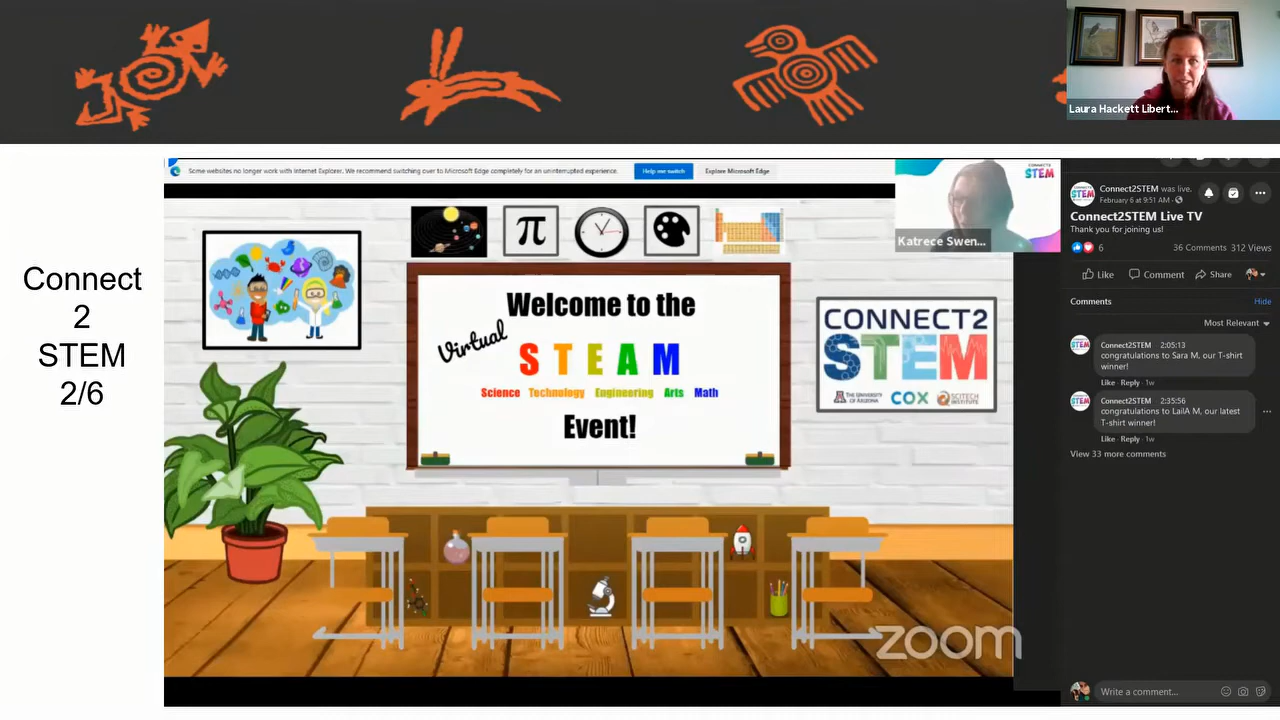 Laura Hackett Libert...
Connect
2
STEM
2/6
Some websites no longer work with Internet Explorer. We recommend switching over to Microsoft Edge completely for an uninterrupted experience.
Help me switch
Explore Microsoft Edge
CONNECT2
STEM
Katrece Swen...
π
Welcome to the
Virtual
STEAM
Science Technology Engineering Arts Math
Event!
CONNECT2
STEM
THE UNIVERSITY OF ARIZONA
COX
SCITECH INSTITUTE
zoom
Connect2STEM was live.
February 6 at 9:51 AM
Connect2STEM Live TV
Thank you for joining us!
6
36 Comments 312 Views
Like Comment Share
Comments Hide
Most Relevant
Connect2STEM 2:05:13
congratulations to Sara M, our T-shirt
winner!
Like · Reply · 1w
Connect2STEM 2:35:56
congratulations to LailA M, our latest
T-shirt winner!
Like · Reply · 1w
View 33 more comments
Write a comment...